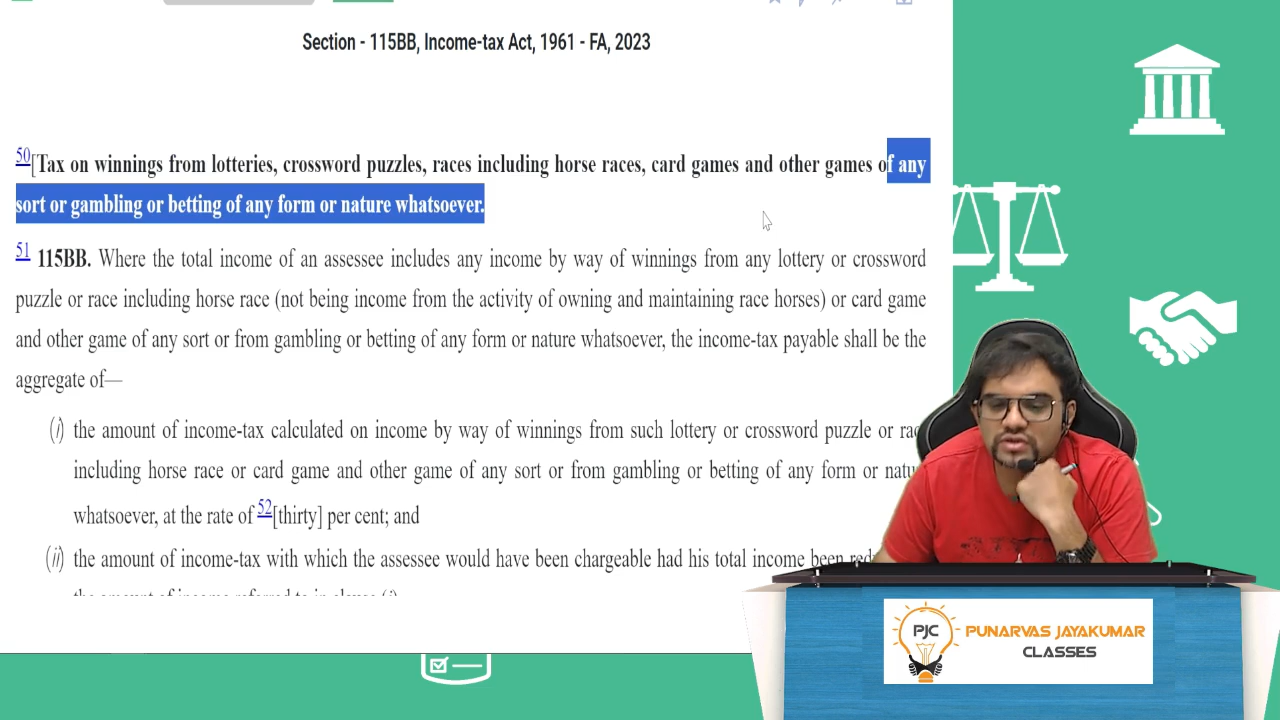 Section - 115BB, Income-tax Act, 1961 - FA, 2023
50[Tax on winnings from lotteries, crossword puzzles, races including horse races, card games and other games of any
sort or gambling or betting of any form or nature whatsoever.
51 115BB. Where the total income of an assessee includes any income by way of winnings from any lottery or crossword
puzzle or race including horse race (not being income from the activity of owning and maintaining race horses) or card game
and other game of any sort or from gambling or betting of any form or nature whatsoever, the income-tax payable shall be the
aggregate of—
(i) the amount of income-tax calculated on income by way of winnings from such lottery or crossword puzzle or
including horse race or card game and other game of any sort or from gambling or betting of any form or
whatsoever, at the rate of 52[thirty] per cent; and
(ii) the amount of income-tax with which the assessee would have been chargeable had his total income been
the amount of income referred to in clause (i).
PJC
PUNARVAS JAYAKUMAR
CLASSES